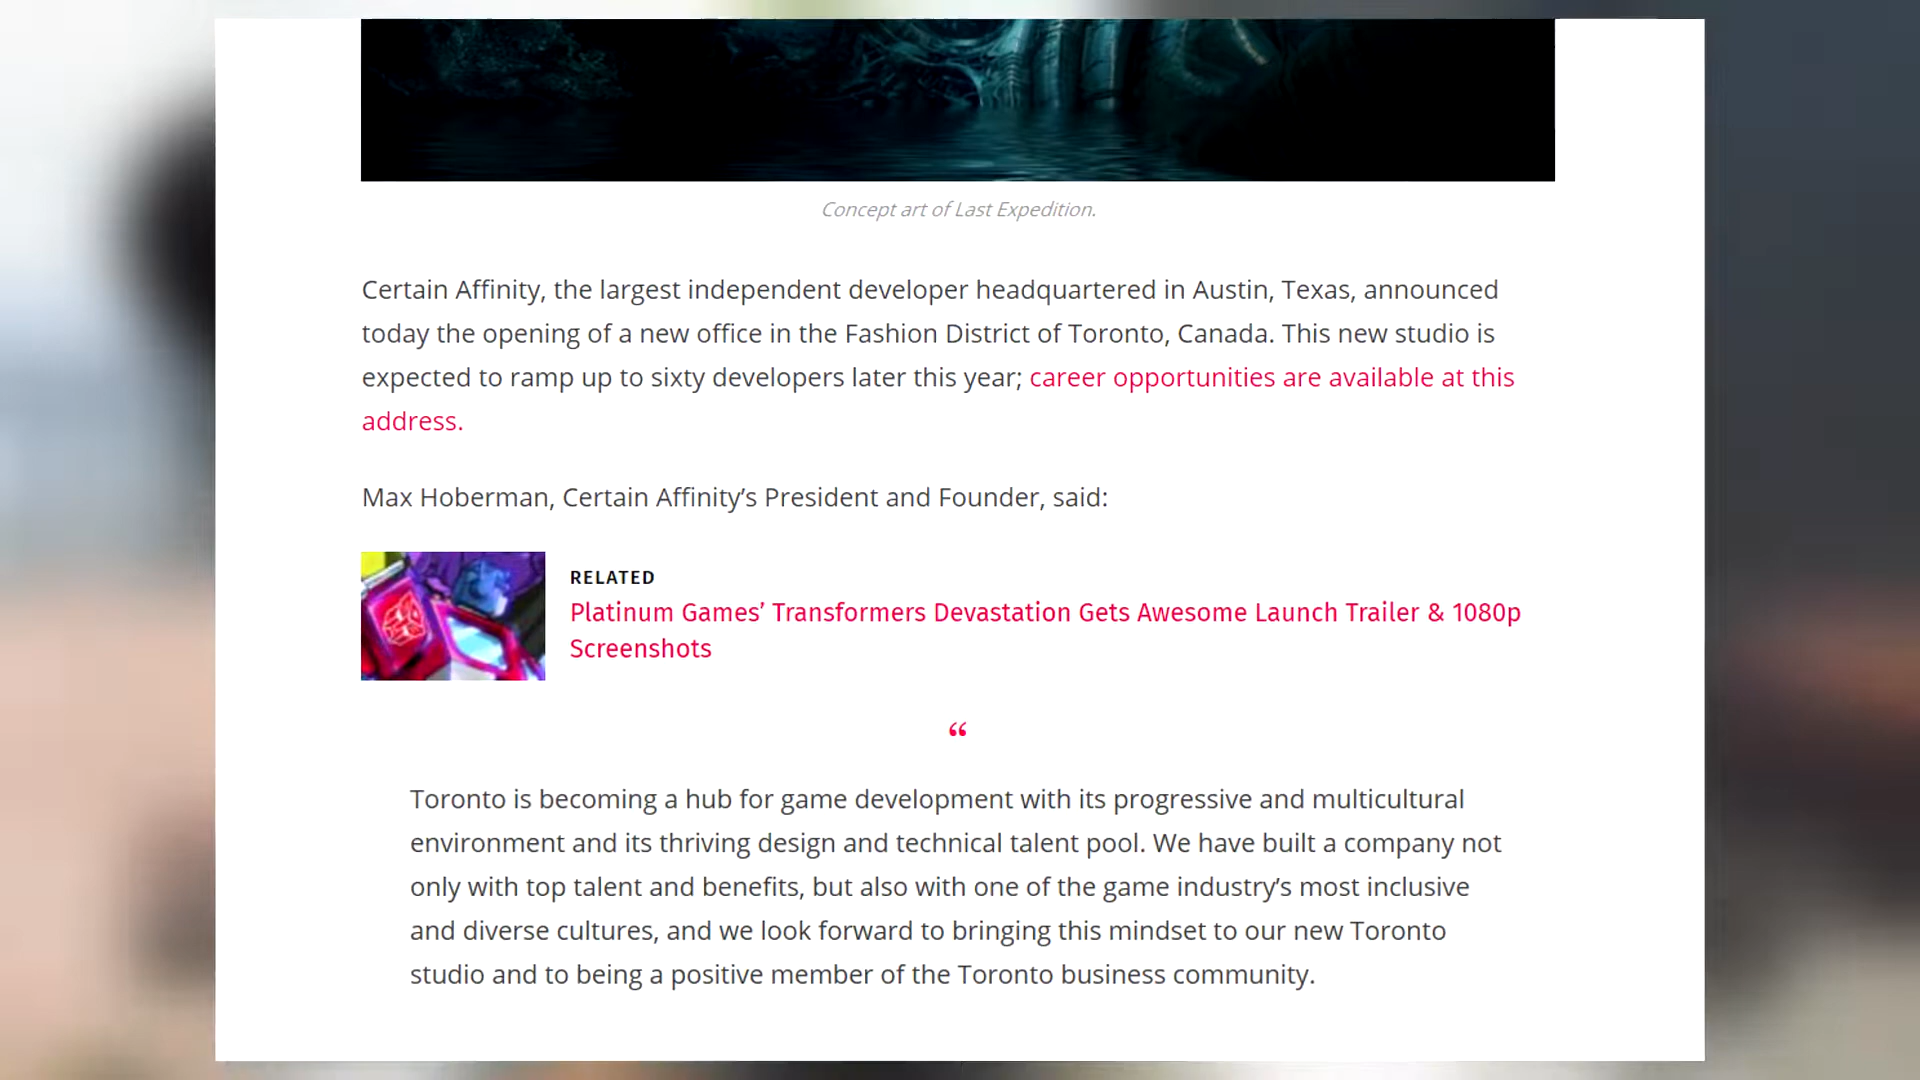 Concept art of Last Expedition.
Certain Affinity, the largest independent developer headquartered in Austin, Texas, announced
today the opening of a new office in the Fashion District of Toronto, Canada. This new studio is
expected to ramp up to sixty developers later this year; career opportunities are available at this
address.
Max Hoberman, Certain Affinity’s President and Founder, said:
RELATED
Platinum Games’ Transformers Devastation Gets Awesome Launch Trailer & 1080p
Screenshots
“
Toronto is becoming a hub for game development with its progressive and multicultural
environment and its thriving design and technical talent pool. We have built a company not
only with top talent and benefits, but also with one of the game industry’s most inclusive
and diverse cultures, and we look forward to bringing this mindset to our new Toronto
studio and to being a positive member of the Toronto business community.